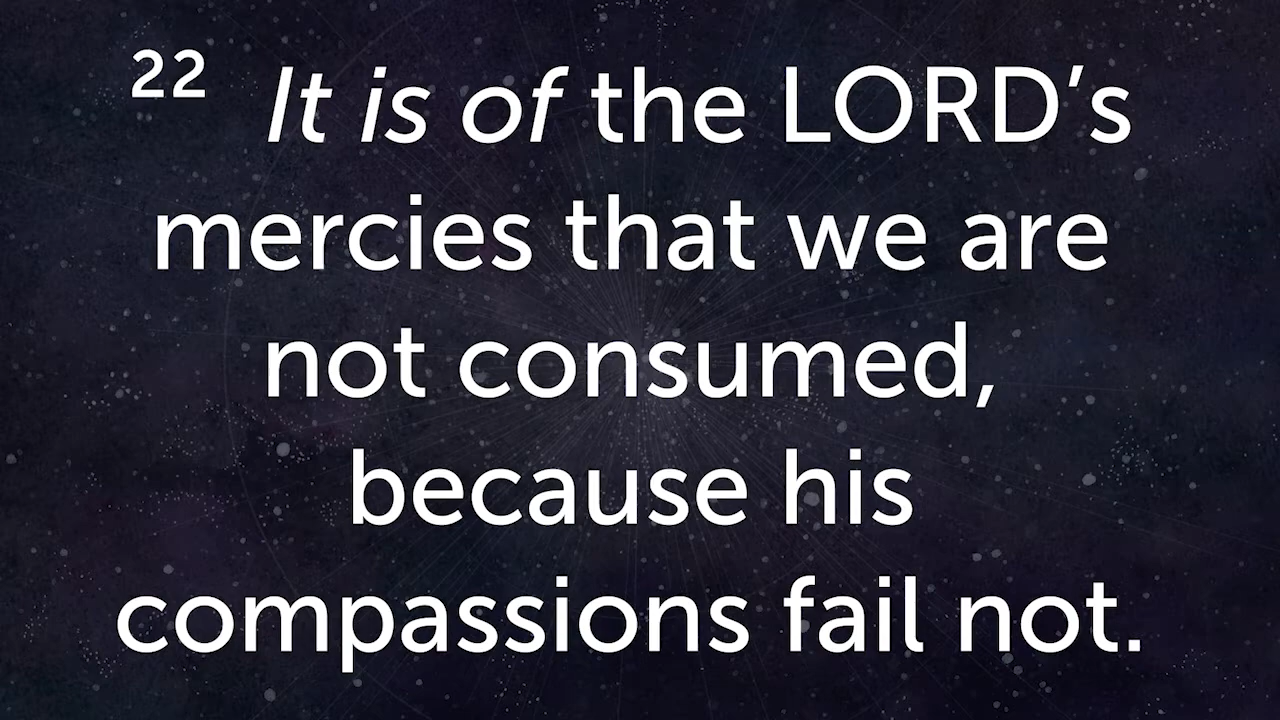 22 It is of the LORD’s
mercies that we are
not consumed,
because his
compassions fail not.